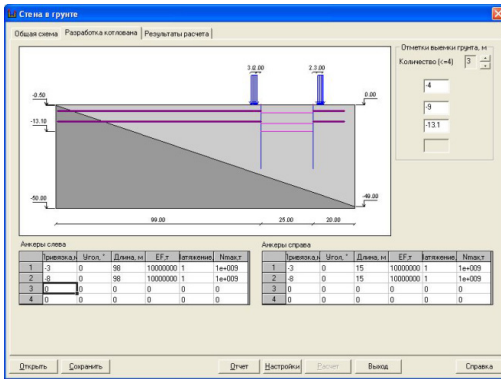 Стена в грунте
Общая схема Разработка котлована Результаты расчета
Отметки выемки грунта, м
Количество (<=4) 3
-4
-9
-13.1
3.0.00 2.3.00
-0.50 0.00
-13.10
-50.00 -49.00
99.00 25.00 20.00
Анкеры слева
Привязка,м Угол, ° Длина, м EF,т Натяжение, Nmax,т
1 -3 0 98 10000000 1 1e+009
2 -8 0 98 10000000 1 1e+009
3 0 0 0 0 0 0
4 0 0 0 0 0 0
Анкеры справа
Привязка,м Угол, ° Длина, м EF,т Натяжение, Nmax,т
1 -3 0 15 10000000 1 1e+009
2 -8 0 15 10000000 1 1e+009
3 0 0 0 0 0 0
4 0 0 0 0 0 0
Открыть Сохранить Отчет Настройки Расчет Выход Справка